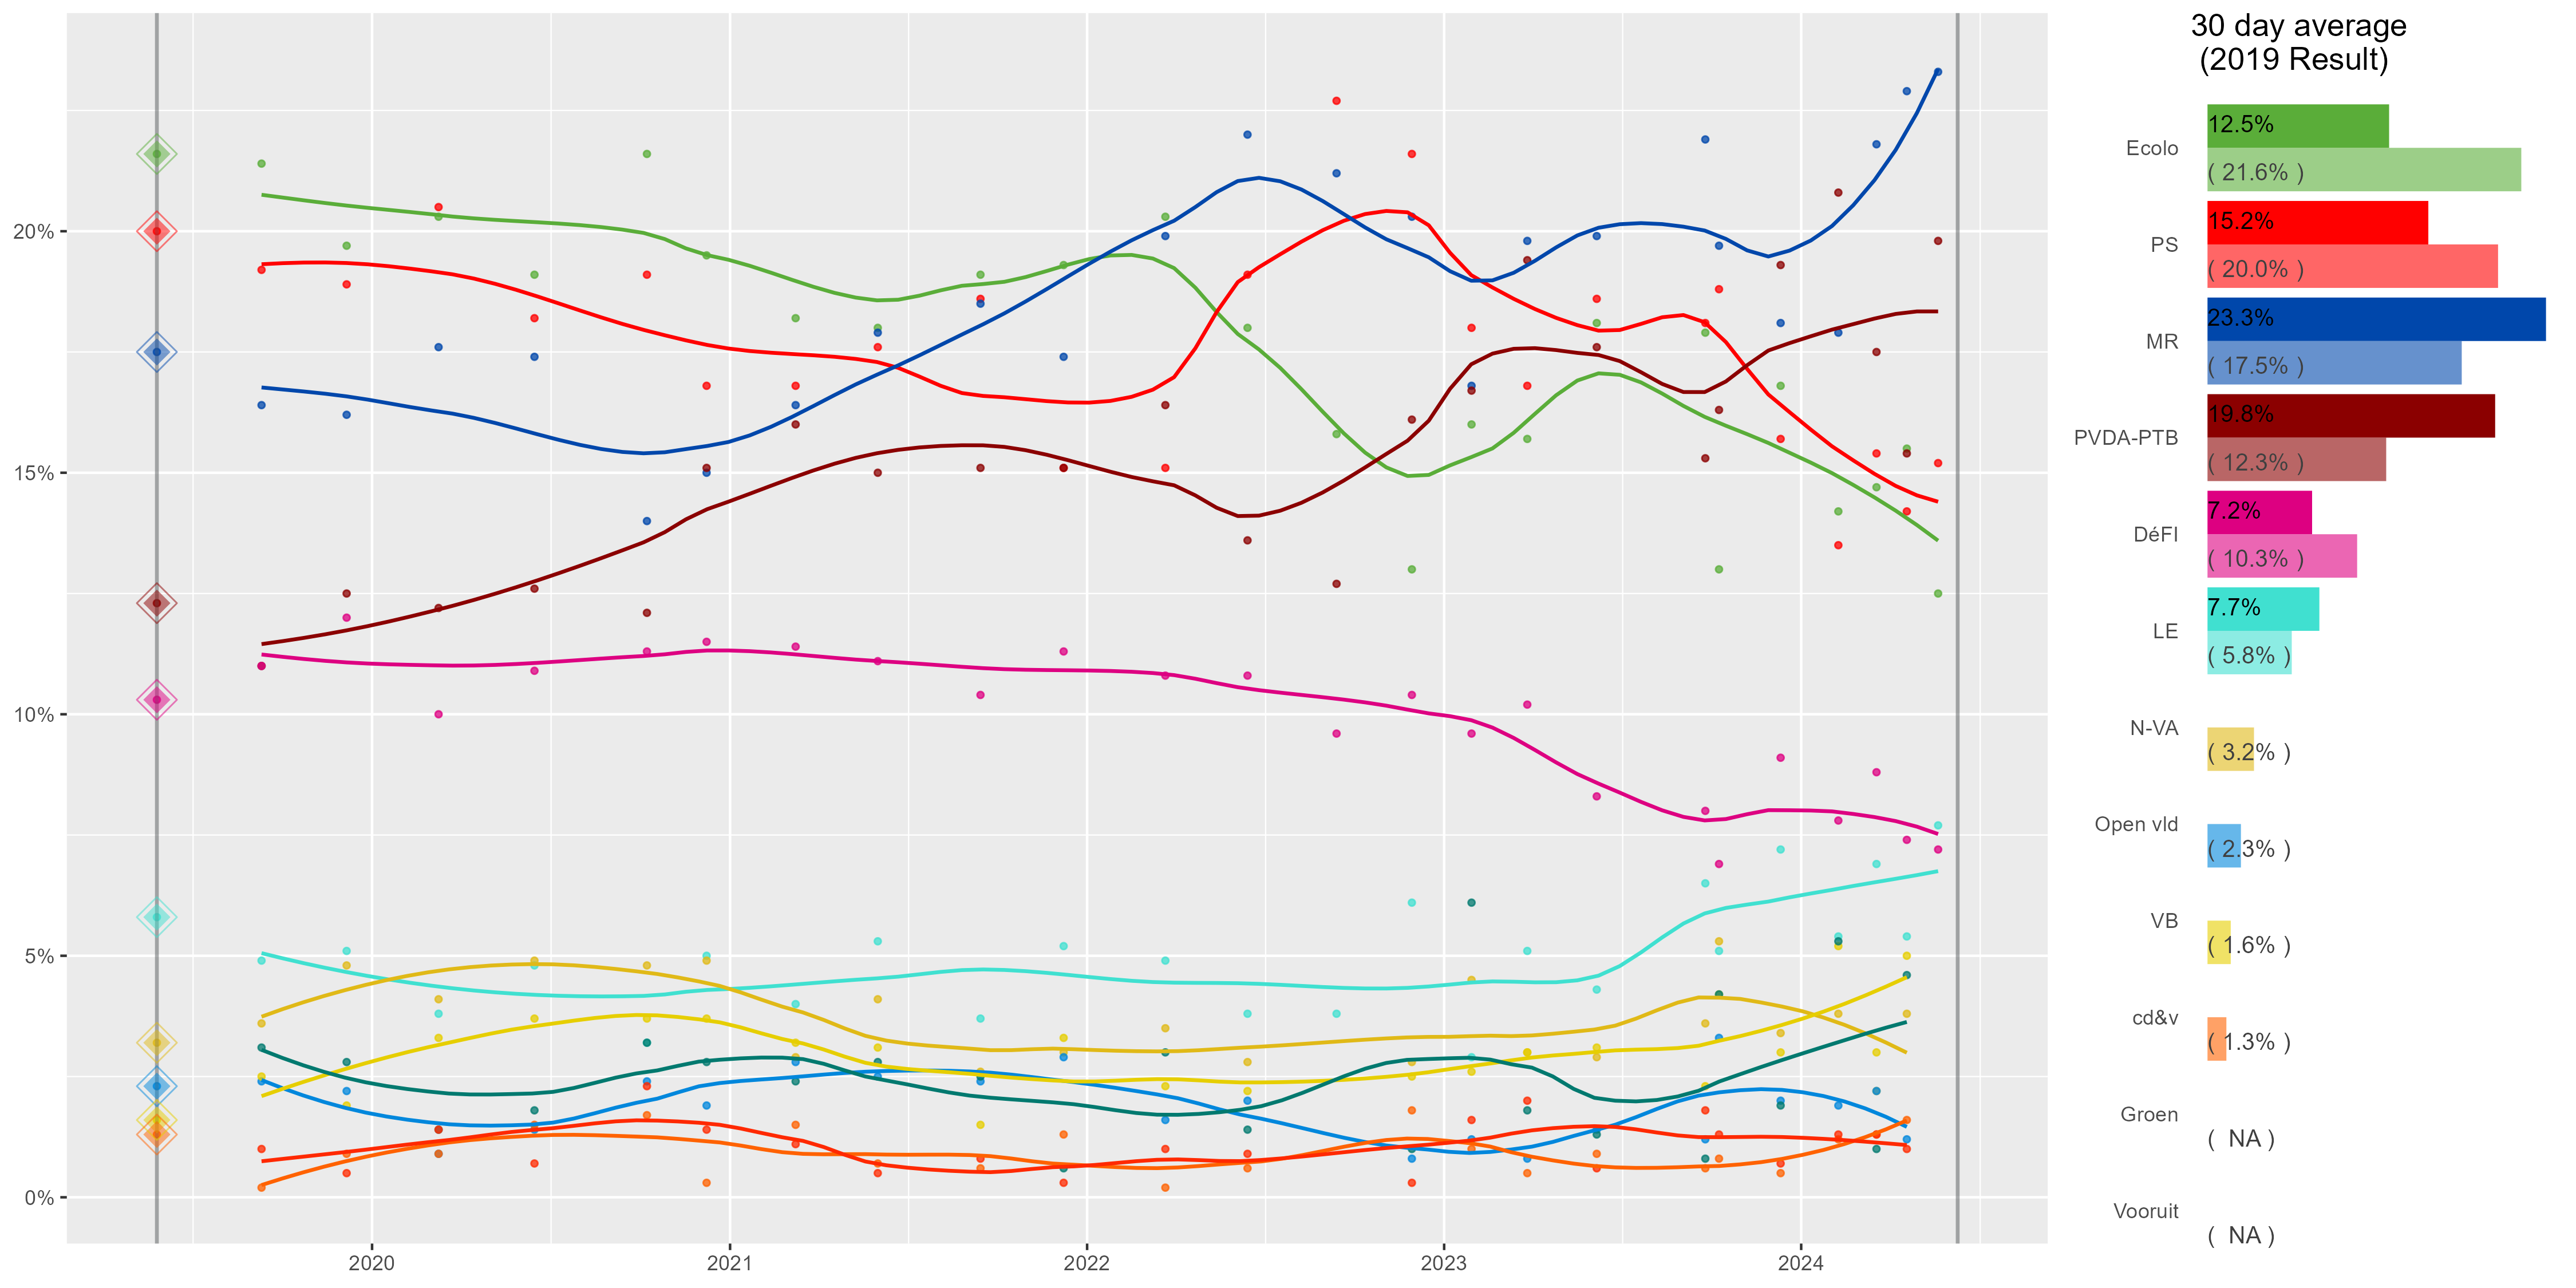 30 day average
(2019 Result)
20%
15%
10%
5%
0%
2020
2021
2022
2023
2024
Ecolo
12.5%
( 21.6% )
PS
15.2%
( 20.0% )
MR
23.3%
( 17.5% )
PVDA-PTB
19.8%
( 12.3% )
DéFI
7.2%
( 10.3% )
LE
7.7%
( 5.8% )
N-VA
( 3.2% )
Open vld
( 2.3% )
VB
( 1.6% )
cd&v
( 1.3% )
Groen
( NA )
Vooruit
( NA )